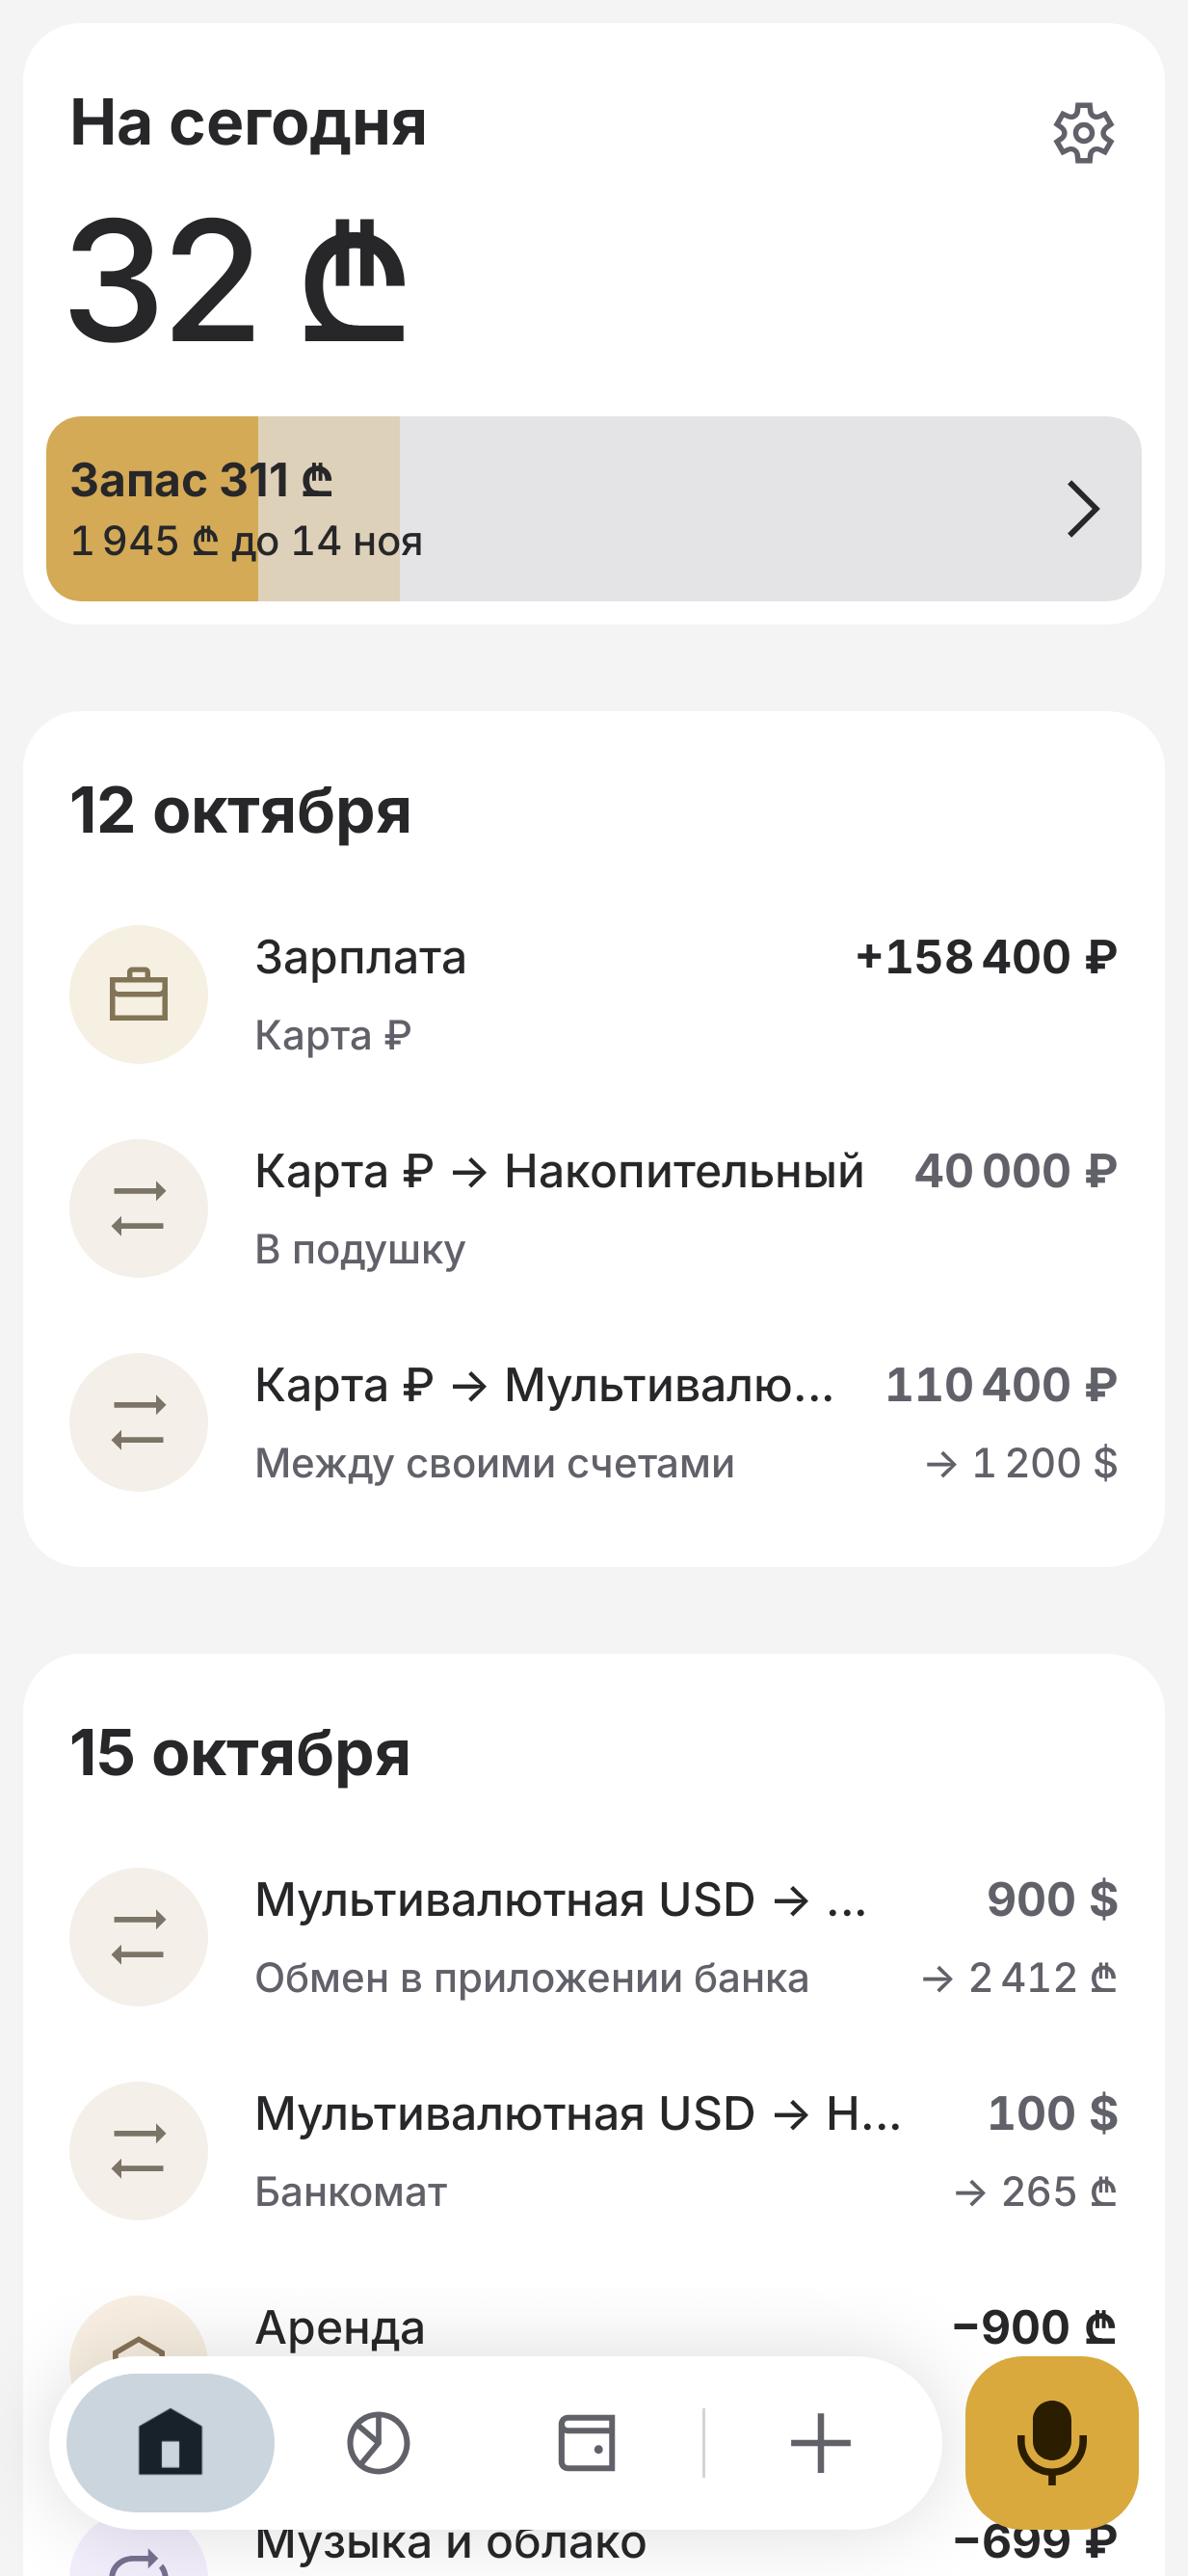 На сегодня
32 ₾
Запас 311 ₾
1 945 ₾ до 14 ноя
12 октября
Зарплата +158 400 ₽
Карта ₽
Карта ₽ → Накопительный 40 000 ₽
В подушку
Карта ₽ → Мультивалю... 110 400 ₽
Между своими счетами → 1 200 $
15 октября
Мультивалютная USD → ... 900 $
Обмен в приложении банка → 2 412 ₾
Мультивалютная USD → Н... 100 $
Банкомат → 265 ₾
Аренда −900 ₾
Музыка и облако −699 ₽